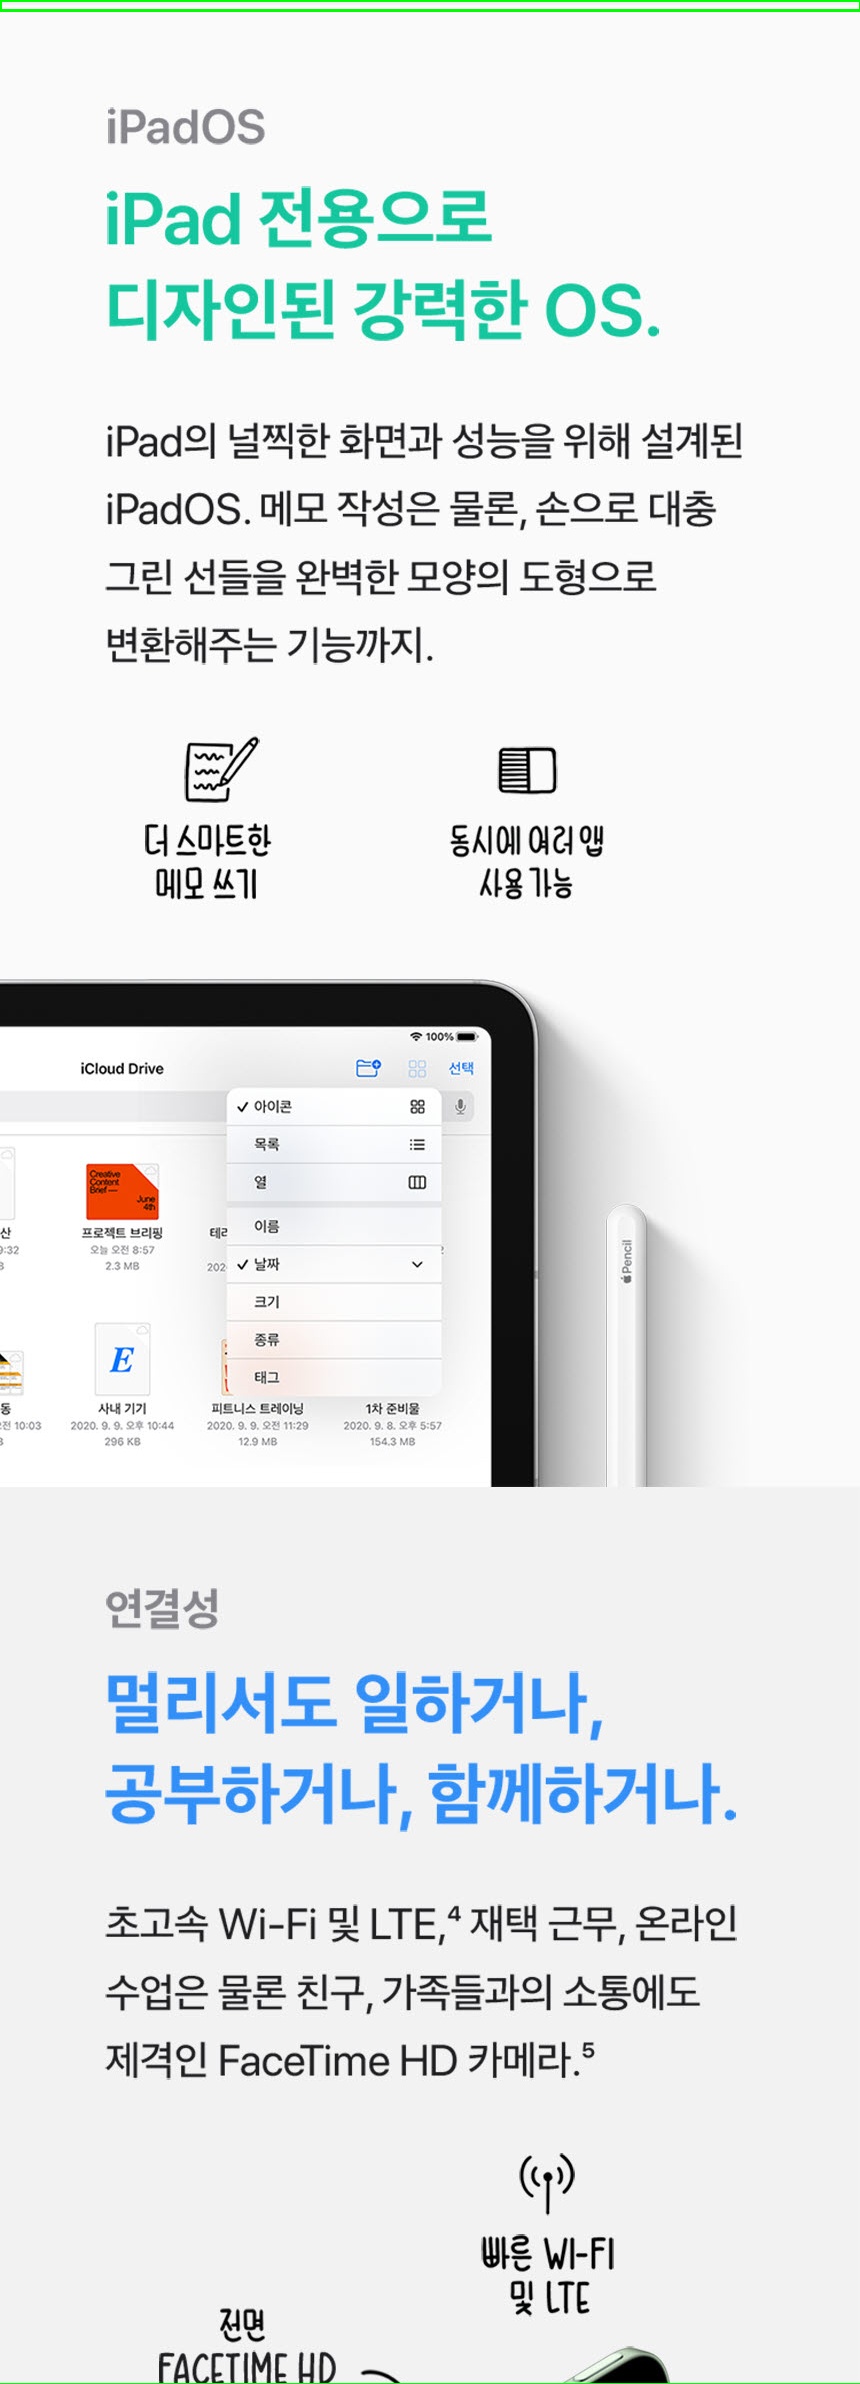 iPadOS
iPad 전용으로
디자인된 강력한 OS.
iPad의 널찍한 화면과 성능을 위해 설계된
iPadOS. 메모 작성은 물론, 손으로 대충
그린 선들을 완벽한 모양의 도형으로
변환해주는 기능까지.
더 스마트한
메모 쓰기
동시에 여러 앱
사용 가능
100%
iCloud Drive
선택
아이콘
목록
열
이름
날짜
크기
종류
태그
Creative
Content
Brief—
June
4th
산
9:32
프로젝트 브리핑
오늘 오전 8:57
2.3 MB
테라
202
Pencil
E
동
오전 10:03
사내 기기
2020. 9. 9. 오후 10:44
296 KB
피트니스 트레이닝
2020. 9. 9. 오전 11:29
12.9 MB
1차 준비물
2020. 9. 8. 오후 5:57
154.3 MB
연결성
멀리서도 일하거나,
공부하거나, 함께하거나.
초고속 Wi-Fi 및 LTE,⁴ 재택 근무, 온라인
수업은 물론 친구, 가족들과의 소통에도
제격인 FaceTime HD 카메라.⁵
빠른 WI-FI
및 LTE
전면
FACETIME HD